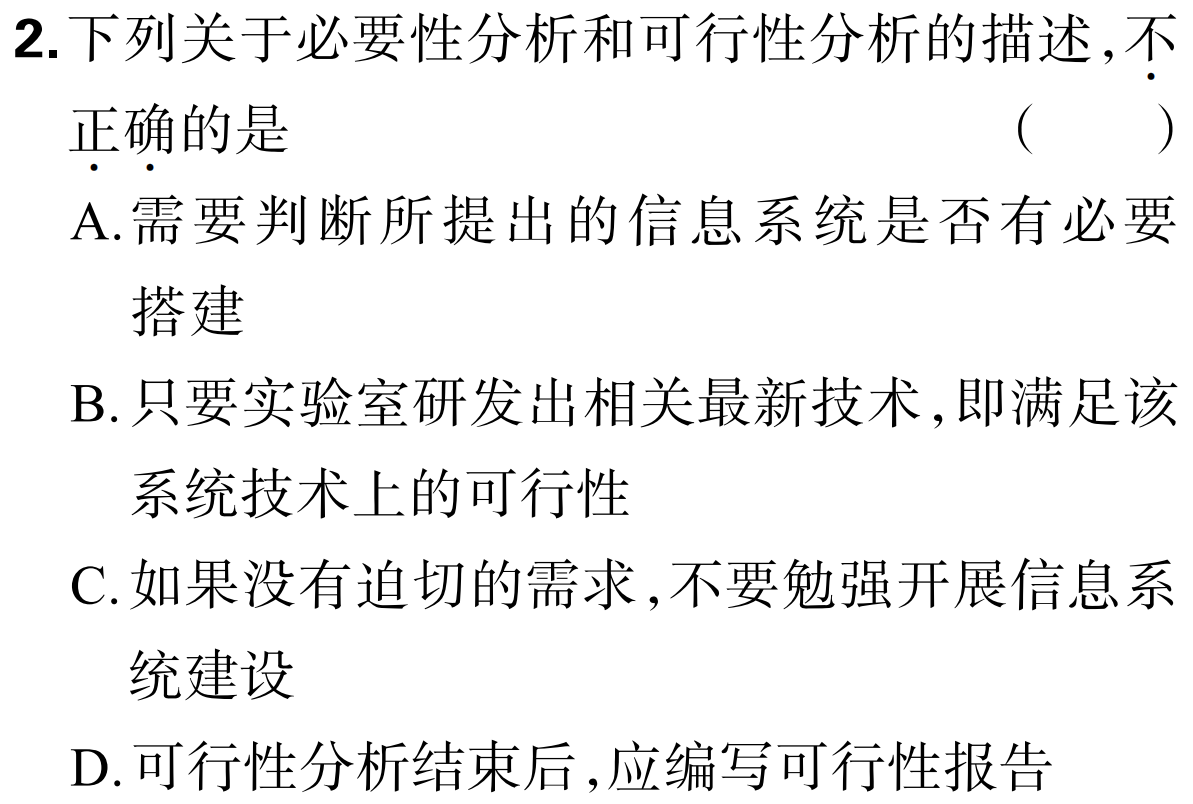 2.下列关于必要性分析和可行性分析的描述,不
正确的是 ( )
A.需要判断所提出的信息系统是否有必要
搭建
B.只要实验室研发出相关最新技术,即满足该
系统技术上的可行性
C.如果没有迫切的需求,不要勉强开展信息系
统建设
D.可行性分析结束后,应编写可行性报告